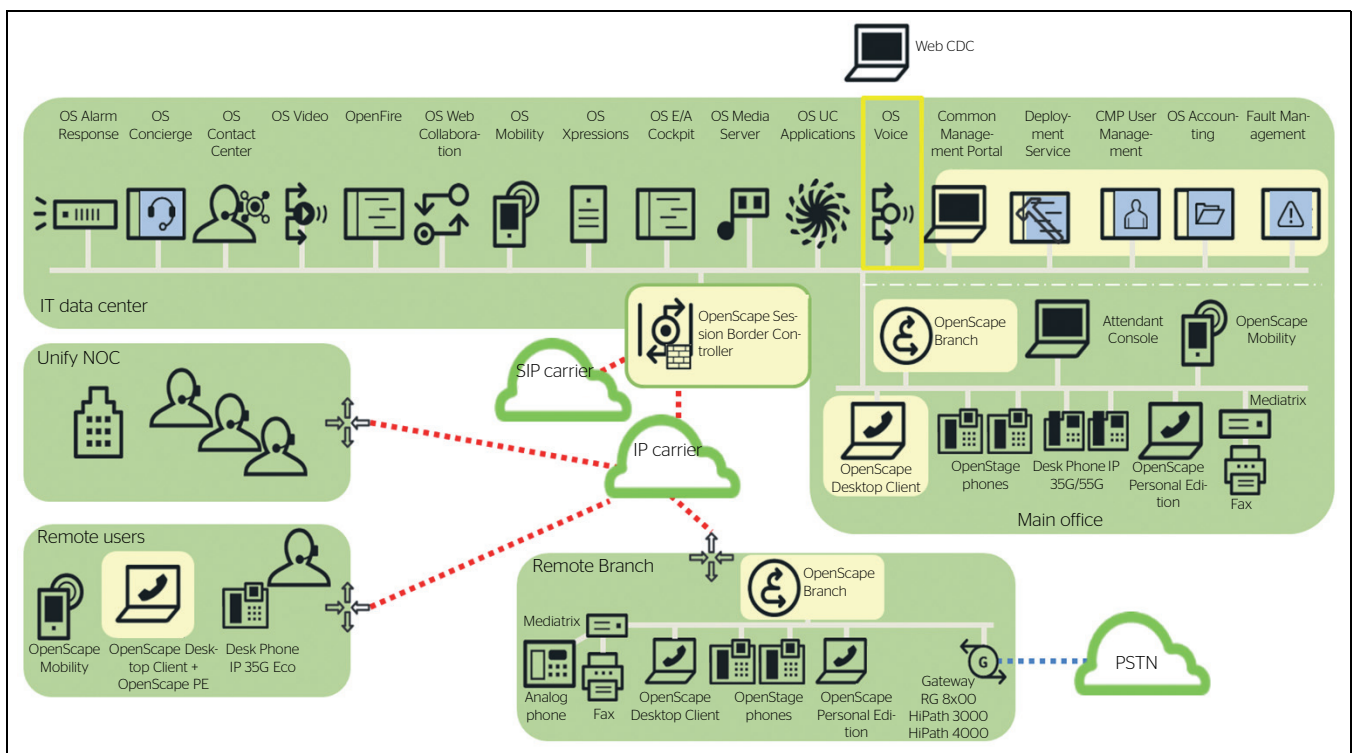 Web CDC
OS Alarm
Response
OS
Concierge
OS
Contact
Center
OS Video
OpenFire
OS Web
Collabora-
tion
OS
Mobility
OS
Xpressions
OS E/A
Cockpit
OS Media
Server
OS UC
Applications
OS
Voice
Common
Manage-
ment Portal
Deploy-
ment
Service
CMP User
Manage-
ment
OS Accoun-
ting
Fault Man-
agement
IT data center
OpenScape Ses-
sion Border Con-
troller
OpenScape
Branch
Attendant
Console
OpenScape
Mobility
Unify NOC
SIP carrier
IP carrier
Mediatrix
OpenScape
Desktop Client
OpenStage
phones
Desk Phone IP
35G/55G
OpenScape
Personal Edi-
tion
Fax
Main office
Remote users
OpenScape
Mobility
OpenScape Desk-
top Client +
OpenScape PE
Desk Phone
IP 35G Eco
Remote Branch
OpenScape
Branch
Mediatrix
Analog
phone
Fax
OpenScape
Desktop Client
OpenStage
phones
OpenScape
Personal Edi-
tion
G
Gateway
RG 8x00
HiPath 3000
HiPath 4000
PSTN